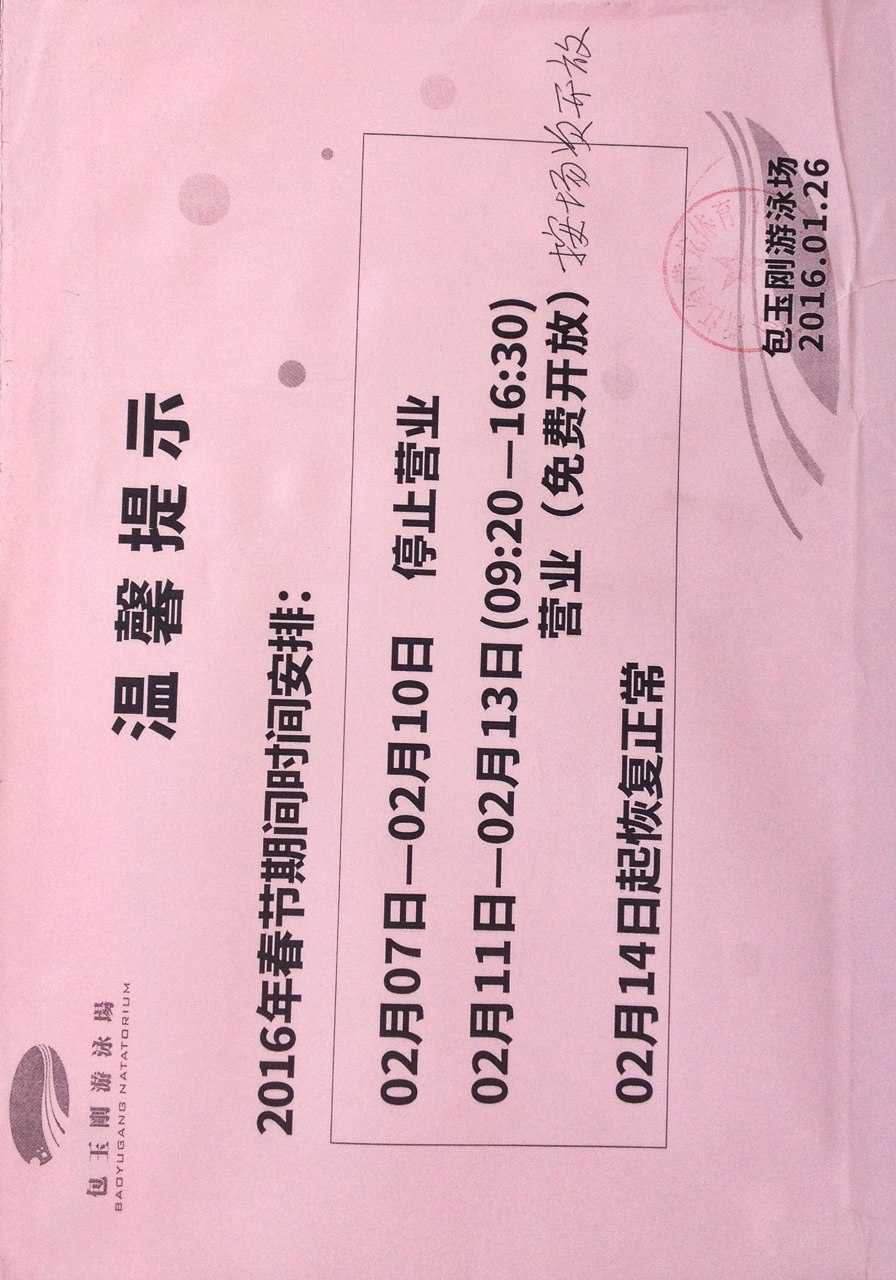 包玉刚游泳場
BAOYUGANG NATATORIUM
温馨提示
2016年春节期间时间安排：
02月07日—02月10日 停止营业
02月11日—02月13日(09:20—16:30)
营业（免费开放）按场次开放
02月14日起恢复正常
包玉刚游泳场
2016.01.26